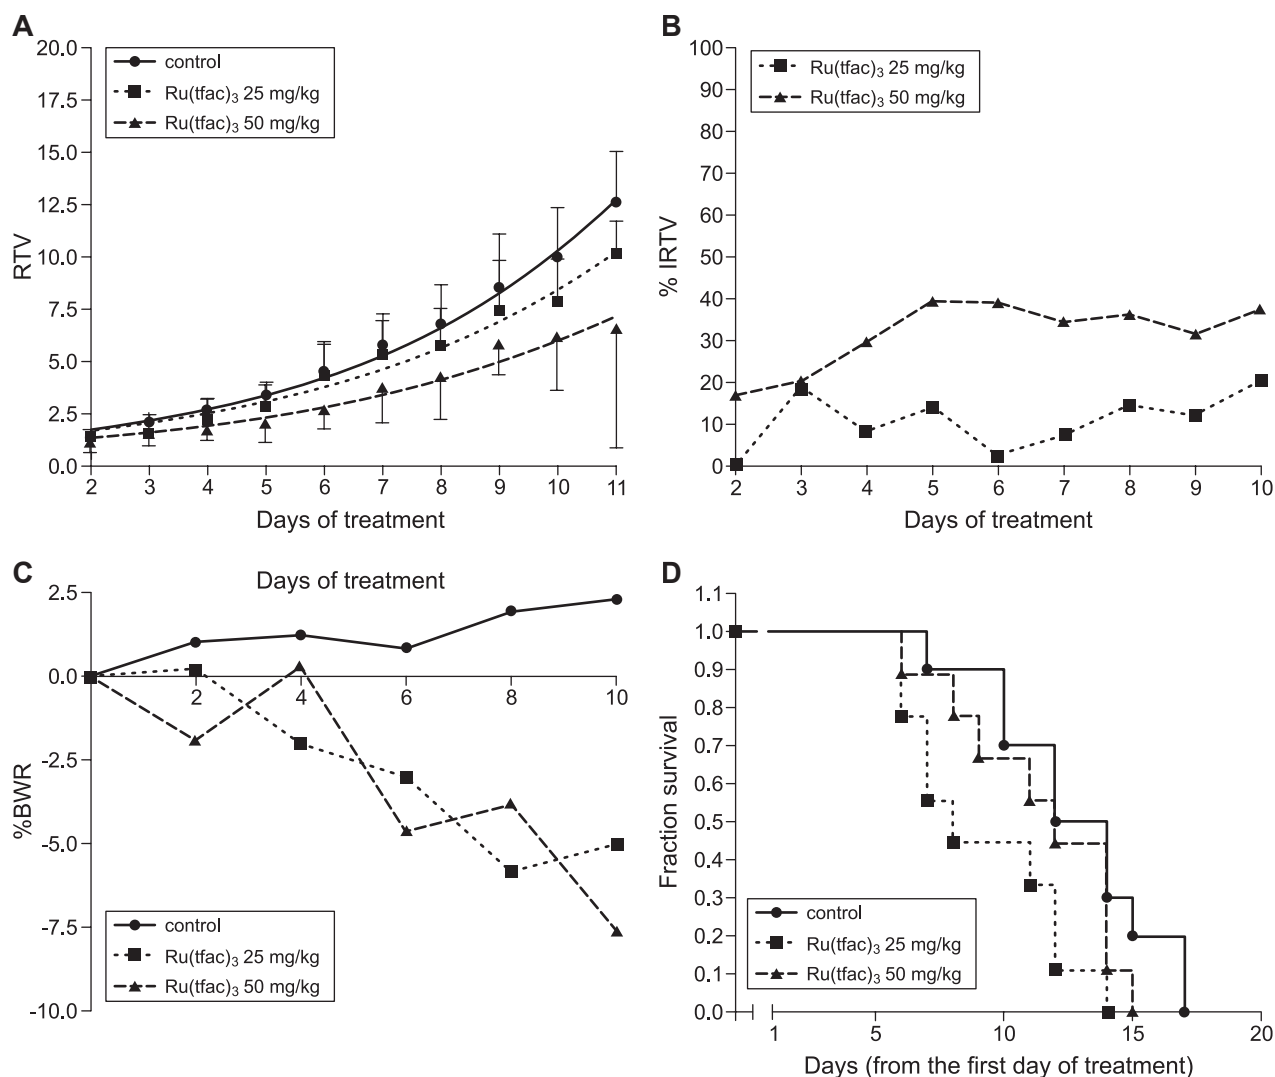 A
20.0
17.5
15.0
12.5
10.0
7.5
5.0
2.5
0.0
RTV
control
Ru(tfac)₃ 25 mg/kg
Ru(tfac)₃ 50 mg/kg
2 3 4 5 6 7 8 9 10 11
Days of treatment
B
100
90
80
70
60
50
40
30
20
10
0
% IRTV
Ru(tfac)₃ 25 mg/kg
Ru(tfac)₃ 50 mg/kg
2 3 4 5 6 7 8 9 10
Days of treatment
C
Days of treatment
2.5
0.0
-2.5
-5.0
-7.5
-10.0
%BWR
2 4 6 8 10
control
Ru(tfac)₃ 25 mg/kg
Ru(tfac)₃ 50 mg/kg
D
1.1
1.0
0.9
0.8
0.7
0.6
0.5
0.4
0.3
0.2
0.1
0.0
Fraction survival
control
Ru(tfac)₃ 25 mg/kg
Ru(tfac)₃ 50 mg/kg
1 5 10 15 20
Days (from the first day of treatment)